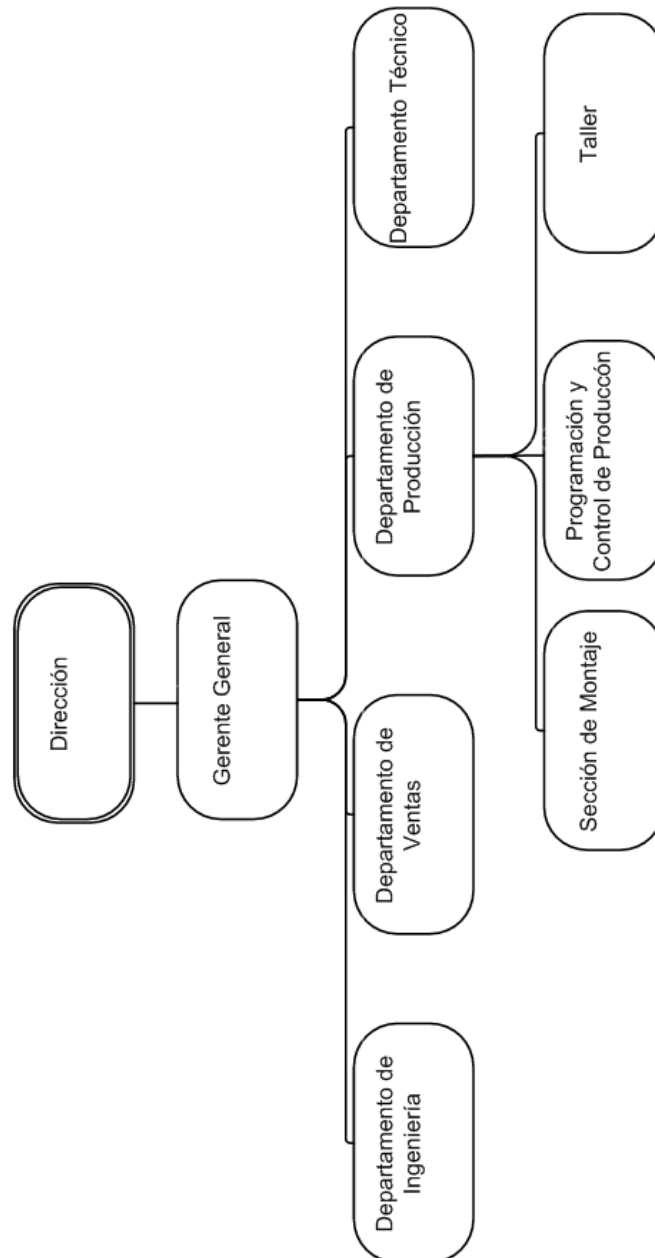 Dirección
Gerente General
Departamento de
Ingeniería
Departamento de
Ventas
Departamento de
Producción
Departamento Técnico
Sección de Montaje
Programación y
Control de Produccón
Taller